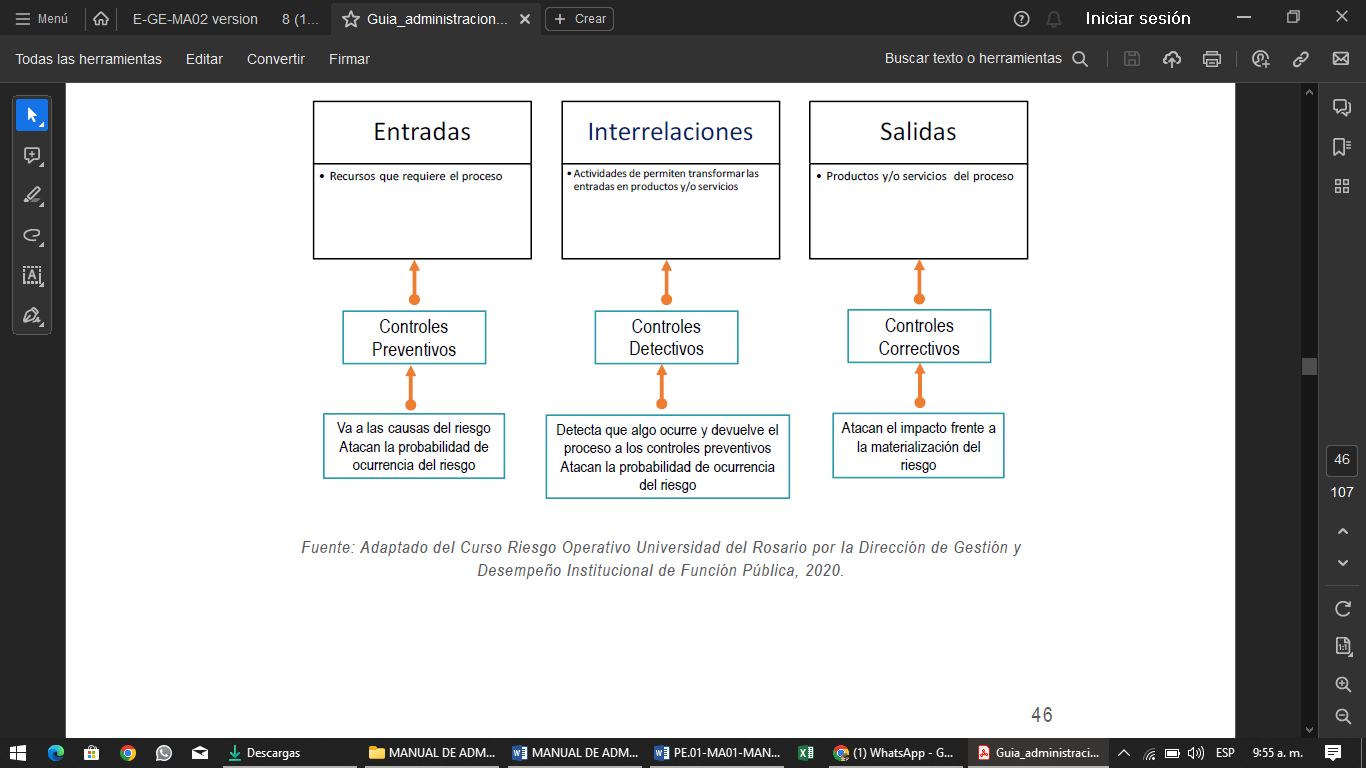 Menú
E-GE-MA02 version 8 (1...
Guia_administracion...
Crear
Iniciar sesión
Todas las herramientas
Editar
Convertir
Firmar
Buscar texto o herramientas
Entradas
• Recursos que requiere el proceso
Interrelaciones
• Actividades de permiten transformar las
entradas en productos y/o servicios
Salidas
• Productos y/o servicios del proceso
Controles
Preventivos
Controles
Detectivos
Controles
Correctivos
Va a las causas del riesgo
Atacan la probabilidad de
ocurrencia del riesgo
Detecta que algo ocurre y devuelve el
proceso a los controles preventivos
Atacan la probabilidad de ocurrencia
del riesgo
Atacan el impacto frente a
la materialización del
riesgo
Fuente: Adaptado del Curso Riesgo Operativo Universidad del Rosario por la Dirección de Gestión y
Desempeño Institucional de Función Pública, 2020.
46
46
107
1:1
Descargas
MANUAL DE ADM...
MANUAL DE ADM...
PE.01-MA01-MAN...
(1) WhatsApp - G...
Guia_administraci...
ESP
9:55 a. m.